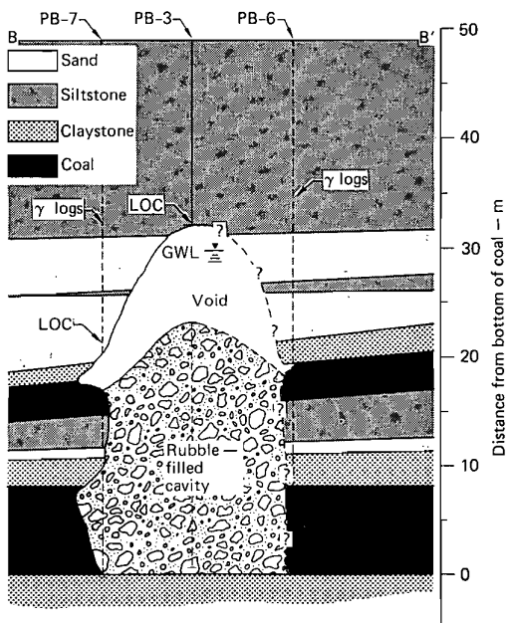 PB-7 PB-3 PB-6
B B′
Sand
Siltstone
Claystone
Coal
γ logs
LOC
γ logs
?
GWL
?
Void
LOC
?
Rubble—
filled
cavity
?
50
40
30
20
10
0
Distance from bottom of coal – m